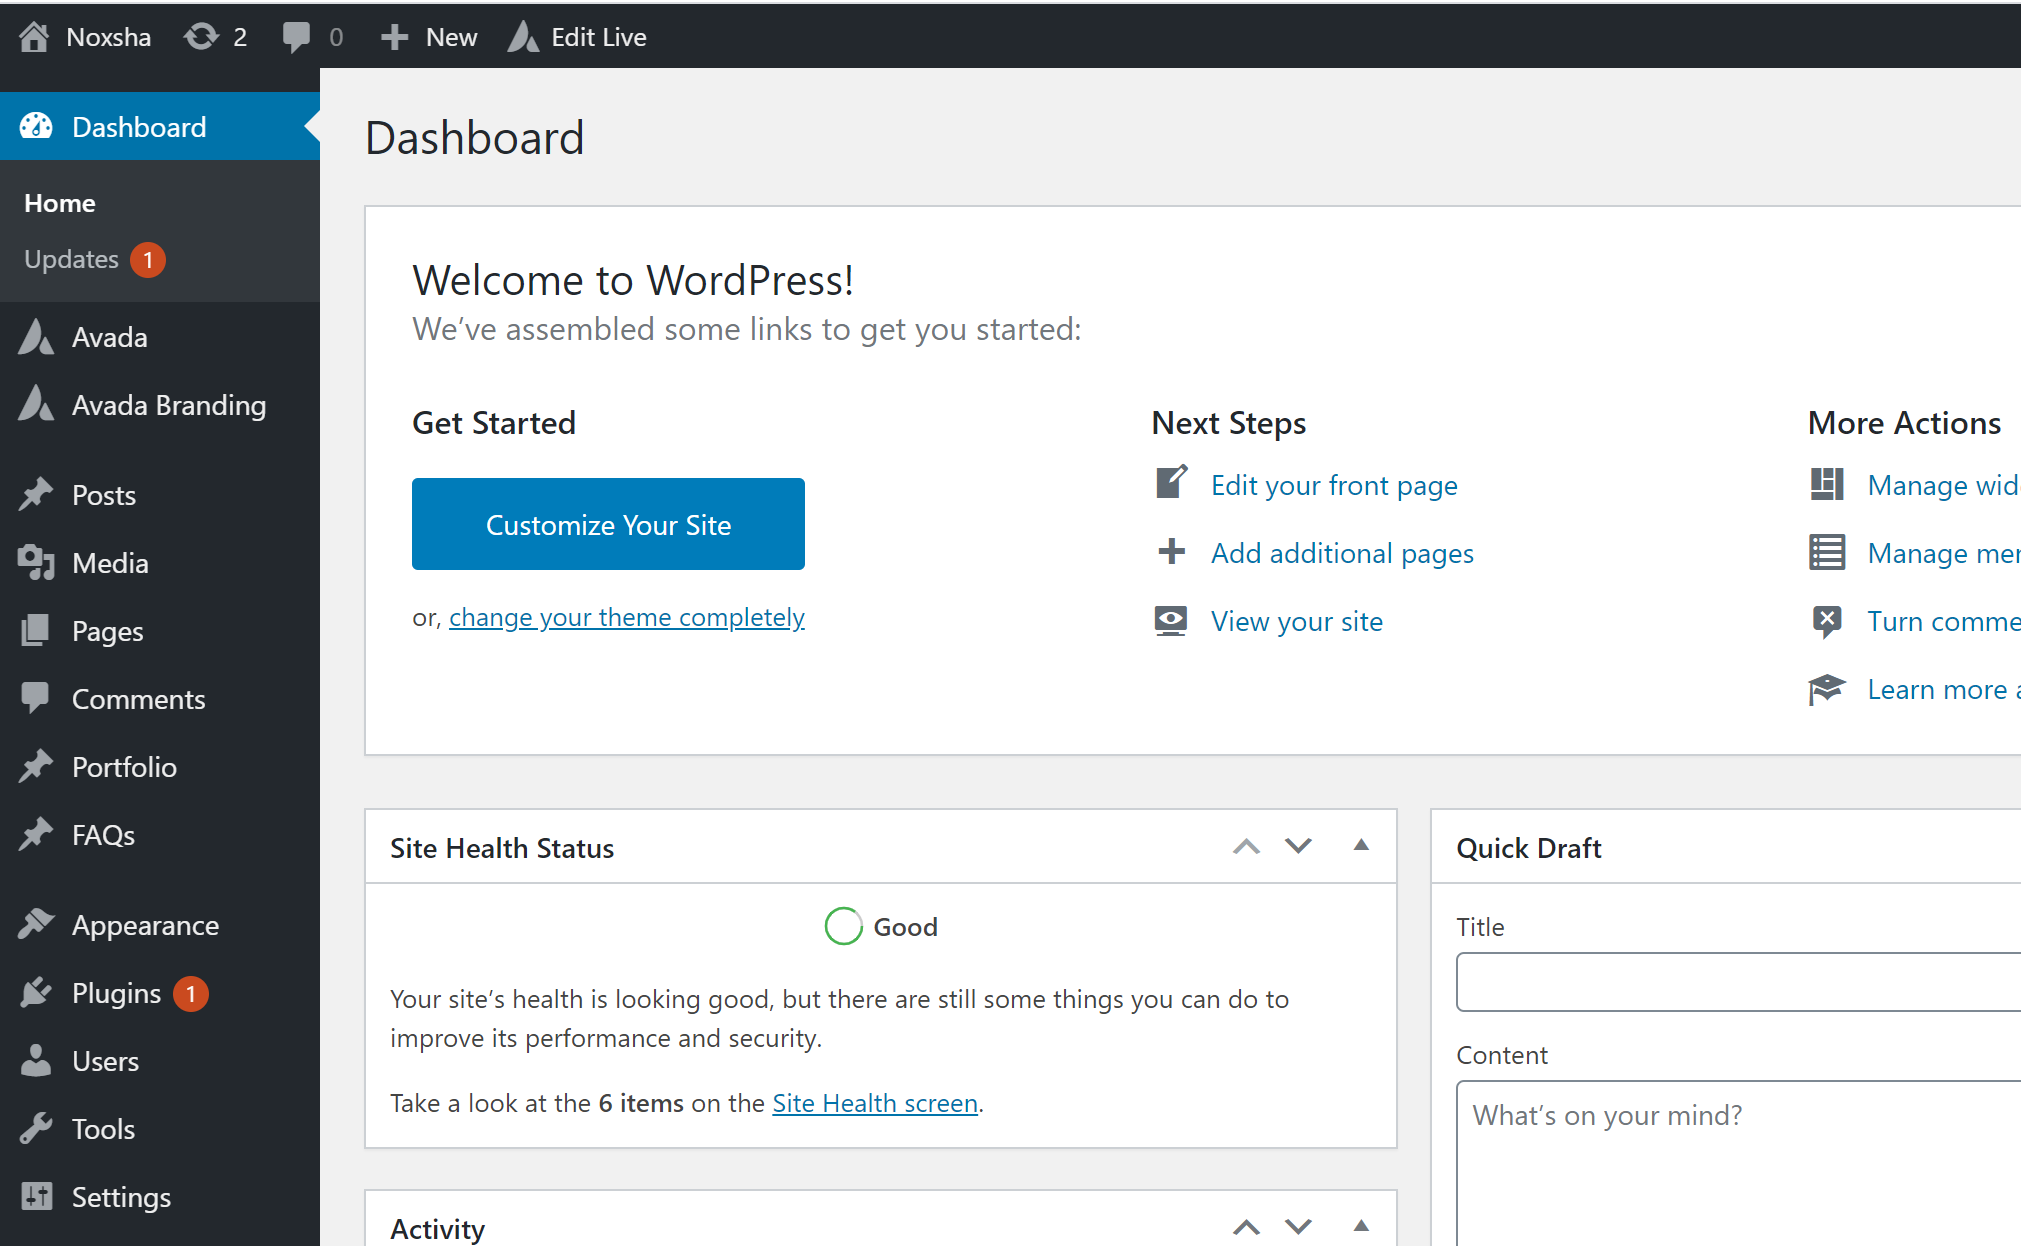 Noxsha 2 0 New Edit Live
Dashboard
Home
Updates 1
Avada
Avada Branding
Posts
Media
Pages
Comments
Portfolio
FAQs
Appearance
Plugins 1
Users
Tools
Settings
Dashboard
Welcome to WordPress!
We’ve assembled some links to get you started:
Get Started
Customize Your Site
or, change your theme completely
Next Steps
Edit your front page
Add additional pages
View your site
More Actions
Manage
Manage
Turn
Learn more
Site Health Status
Good
Your site’s health is looking good, but there are still some things you can do to
improve its performance and security.
Take a look at the 6 items on the Site Health screen.
Activity
Quick Draft
Title
Content
What’s on your mind?